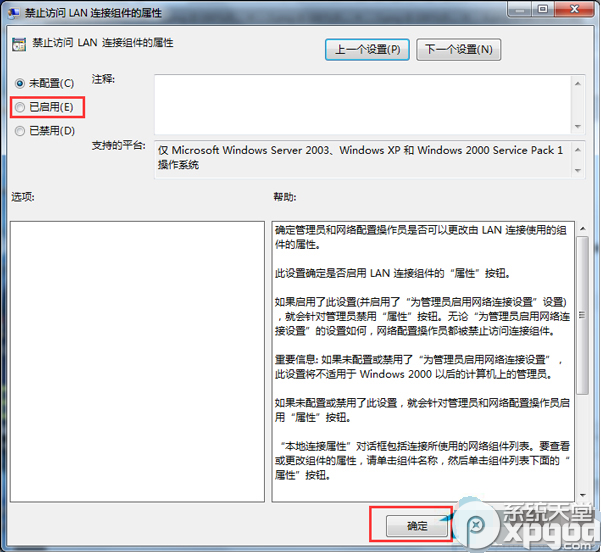 禁止访问 LAN 连接组件的属性
禁止访问 LAN 连接组件的属性
上一个设置(P)
下一个设置(N)
未配置(C)
注释:
已启用(E)
已禁用(D)
支持的平台:
仅 Microsoft Windows Server 2003、Windows XP 和 Windows 2000 Service Pack 1
操作系统
选项:
帮助:
确定管理员和网络配置操作员是否可以更改由 LAN 连接使用的组
件的属性。
此设置确定是否启用 LAN 连接组件的“属性”按钮。
如果启用了此设置(并启用了“为管理员启用网络连接设置”设置)
，就会针对管理员禁用“属性”按钮。无论“为管理员启用网络连
接设置”的设置如何，网络配置操作员都被禁止访问连接组件。
重要信息: 如果未配置或禁用了“为管理员启用网络连接设置”，
此设置将不适用于 Windows 2000 以后的计算机上的管理员。
如果未配置或禁用了此设置，就会针对管理员和网络配置操作员启
用“属性”按钮。
“本地连接属性”对话框包括连接所使用的网络组件列表。要查看
或更改组件的属性，请单击组件名称，然后单击组件列表下面的“
属性”按钮。
确定
系统天堂
xpgod.com